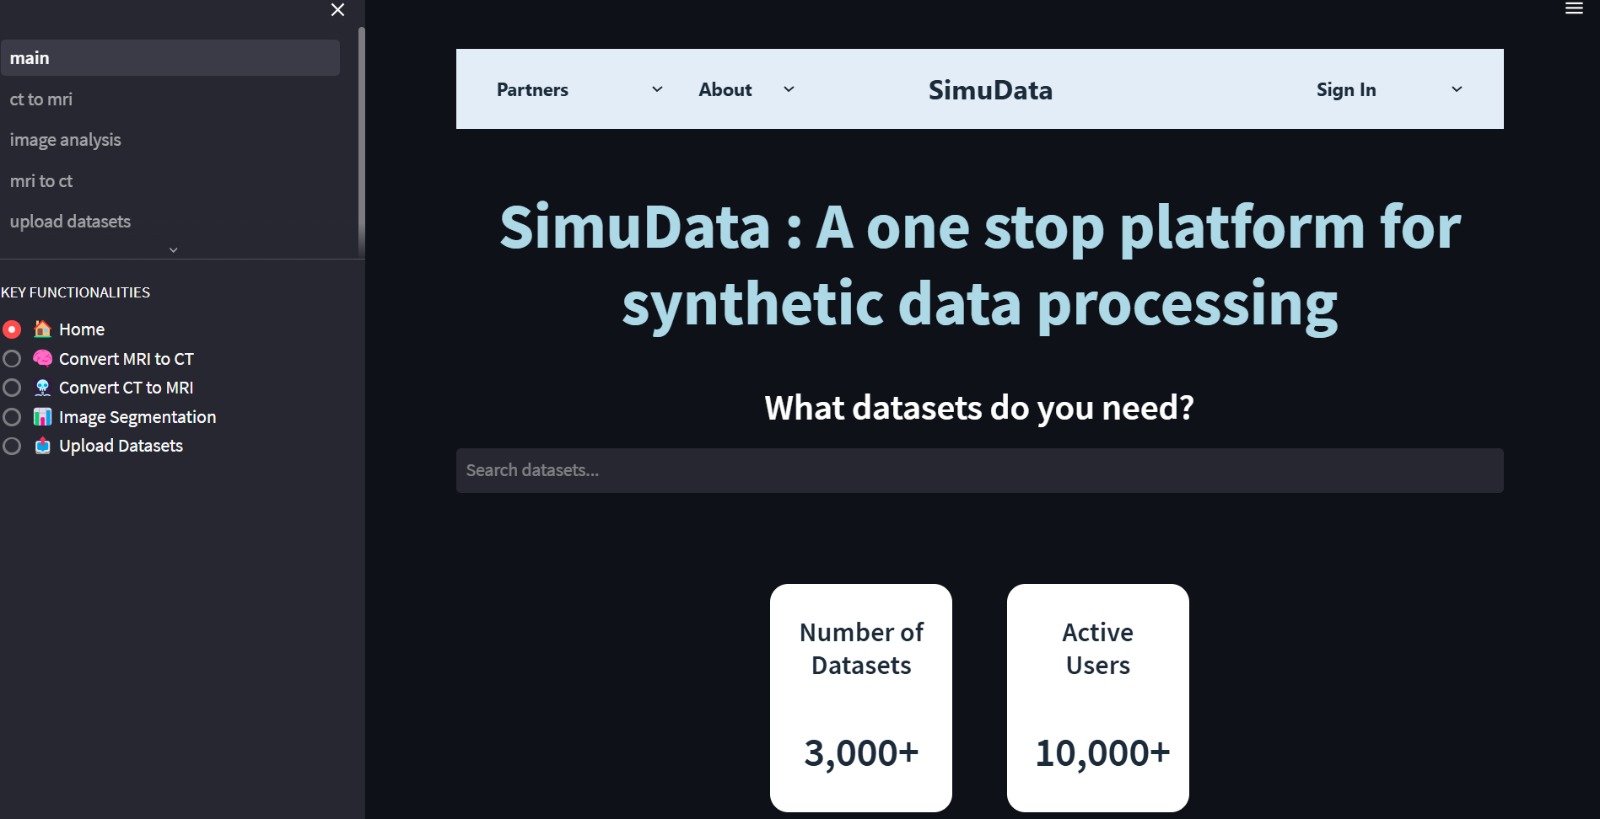 main
ct to mri
image analysis
mri to ct
upload datasets
KEY FUNCTIONALITIES
Home
Convert MRI to CT
Convert CT to MRI
Image Segmentation
Upload Datasets
Partners
About
SimuData
Sign In
SimuData : A one stop platform for
synthetic data processing
What datasets do you need?
Search datasets...
Number of
Datasets
3,000+
Active
Users
10,000+